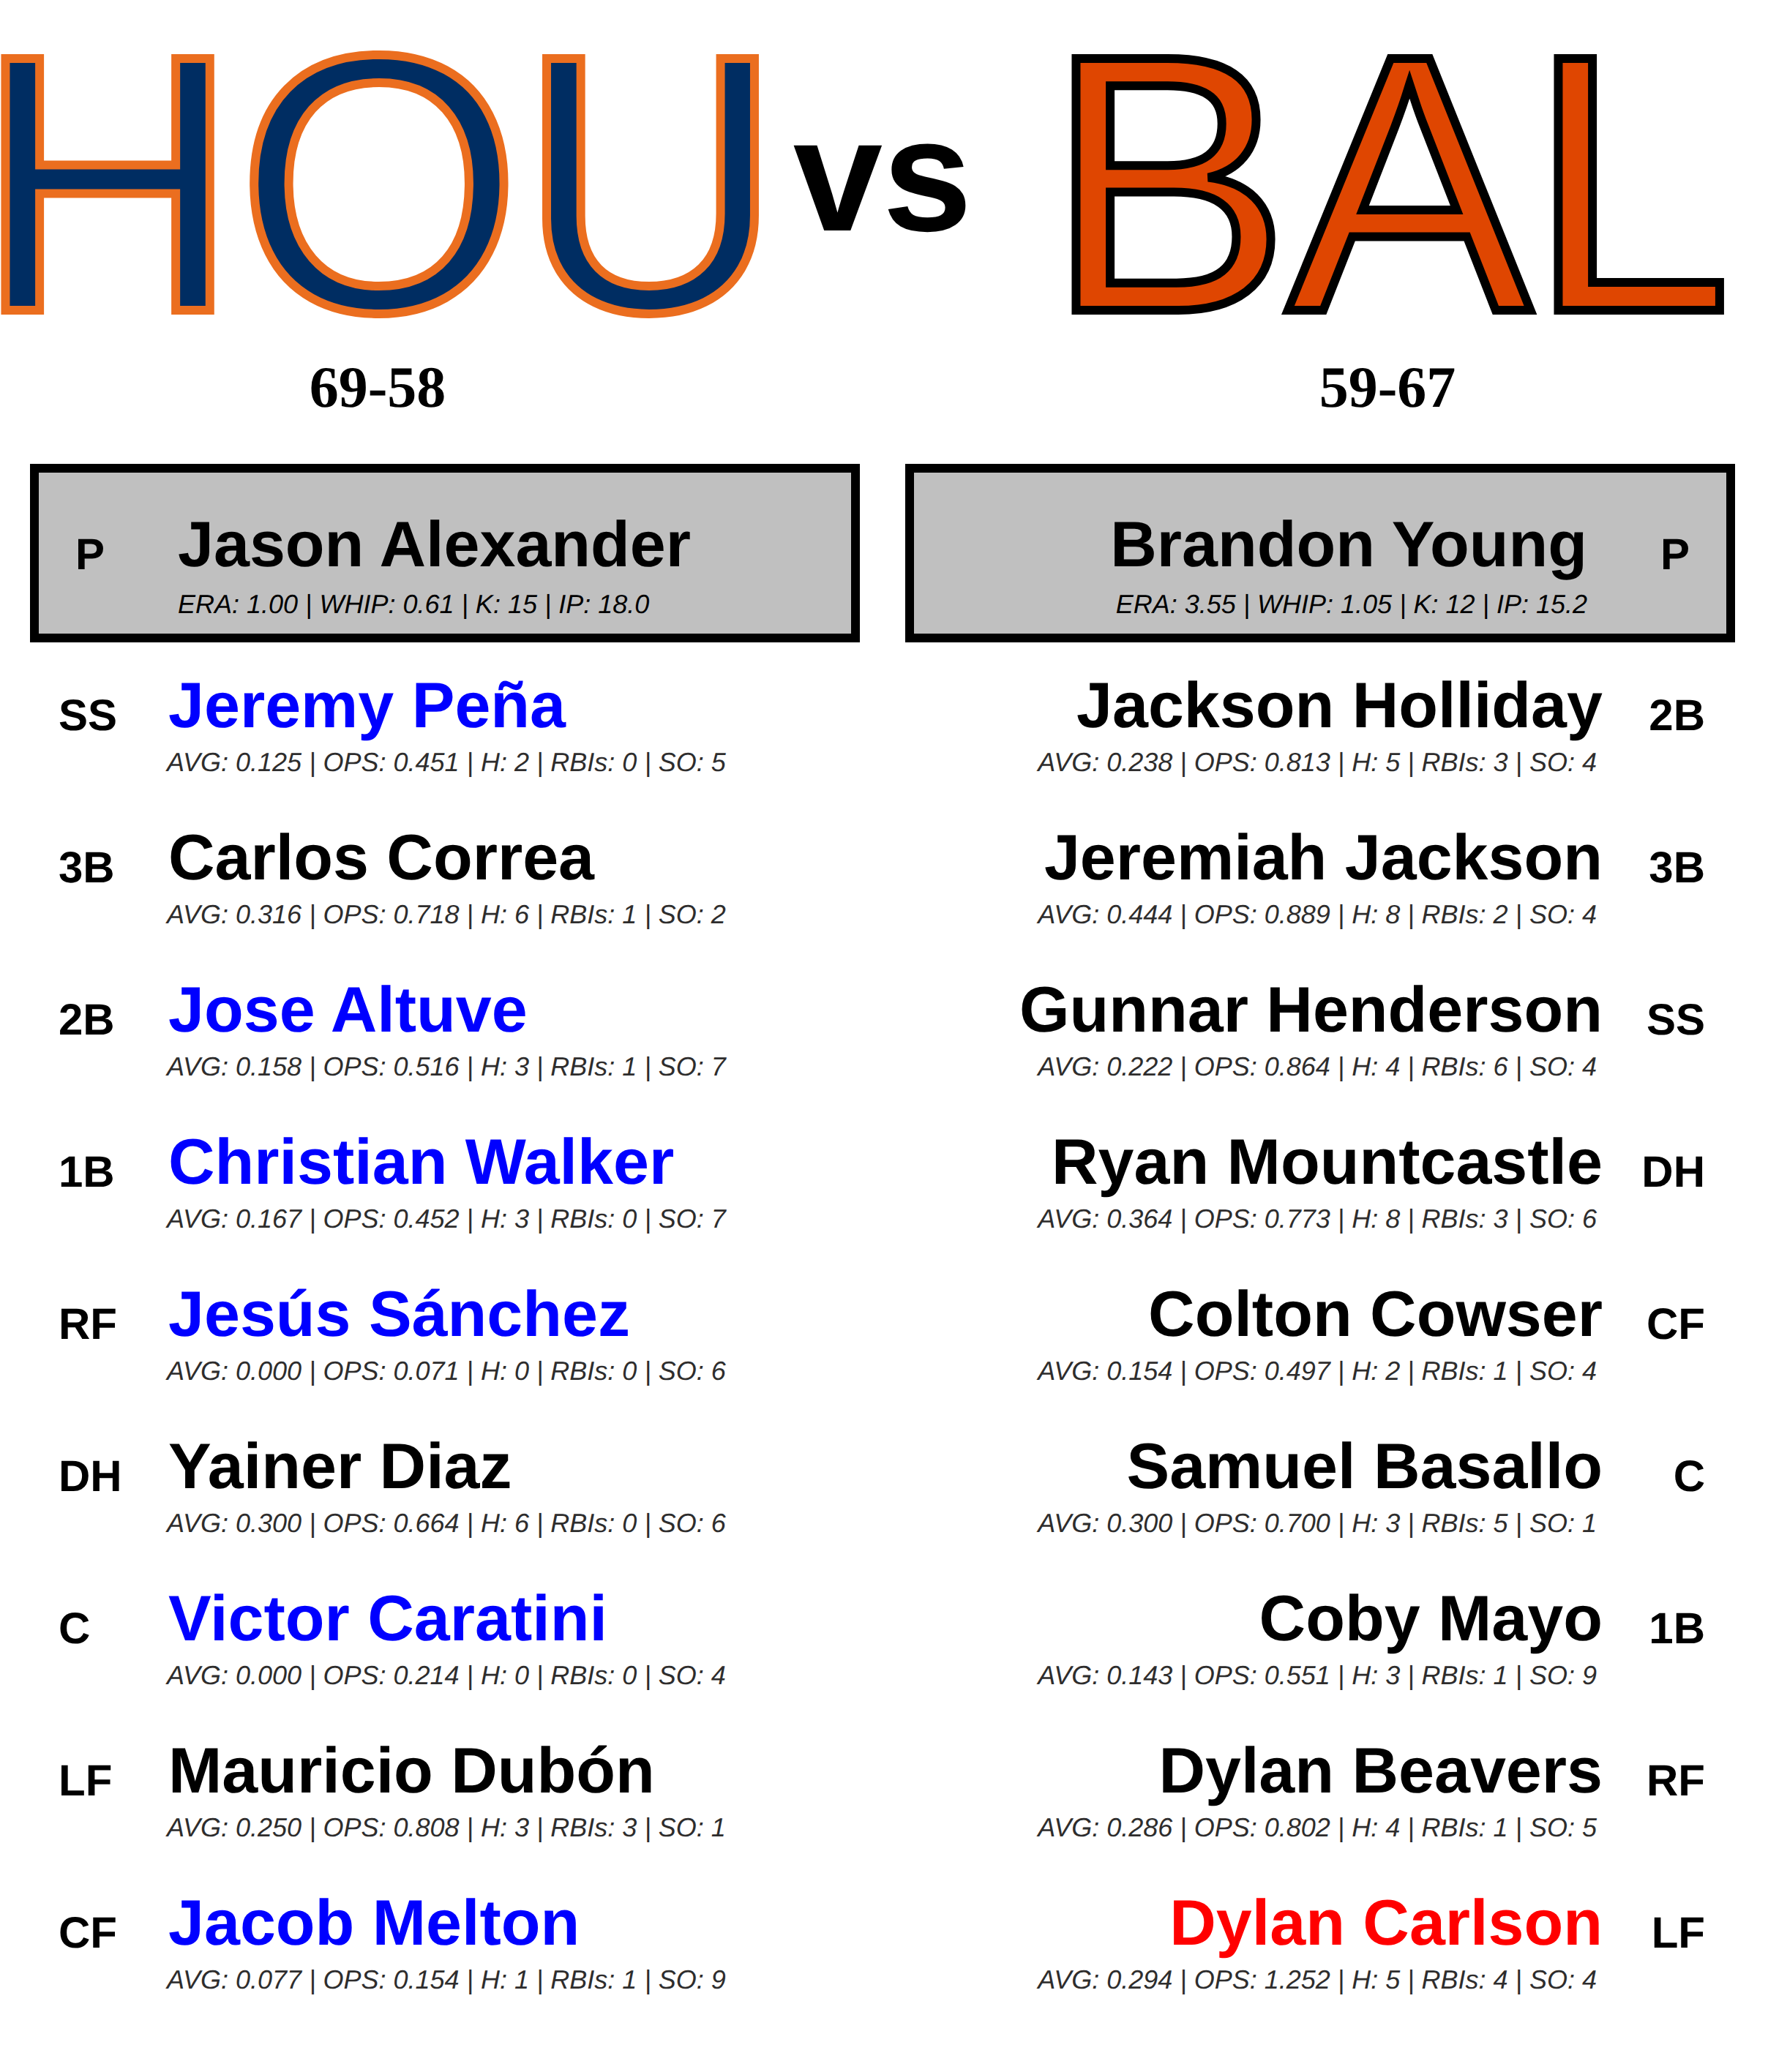 HOU vs BAL
69-58 59-67
P Jason Alexander
ERA: 1.00 | WHIP: 0.61 | K: 15 | IP: 18.0
Brandon Young P
ERA: 3.55 | WHIP: 1.05 | K: 12 | IP: 15.2
SS Jeremy Peña
AVG: 0.125 | OPS: 0.451 | H: 2 | RBIs: 0 | SO: 5
3B Carlos Correa
AVG: 0.316 | OPS: 0.718 | H: 6 | RBIs: 1 | SO: 2
2B Jose Altuve
AVG: 0.158 | OPS: 0.516 | H: 3 | RBIs: 1 | SO: 7
1B Christian Walker
AVG: 0.167 | OPS: 0.452 | H: 3 | RBIs: 0 | SO: 7
RF Jesús Sánchez
AVG: 0.000 | OPS: 0.071 | H: 0 | RBIs: 0 | SO: 6
DH Yainer Diaz
AVG: 0.300 | OPS: 0.664 | H: 6 | RBIs: 0 | SO: 6
C Victor Caratini
AVG: 0.000 | OPS: 0.214 | H: 0 | RBIs: 0 | SO: 4
LF Mauricio Dubón
AVG: 0.250 | OPS: 0.808 | H: 3 | RBIs: 3 | SO: 1
CF Jacob Melton
AVG: 0.077 | OPS: 0.154 | H: 1 | RBIs: 1 | SO: 9
Jackson Holliday 2B
AVG: 0.238 | OPS: 0.813 | H: 5 | RBIs: 3 | SO: 4
Jeremiah Jackson 3B
AVG: 0.444 | OPS: 0.889 | H: 8 | RBIs: 2 | SO: 4
Gunnar Henderson SS
AVG: 0.222 | OPS: 0.864 | H: 4 | RBIs: 6 | SO: 4
Ryan Mountcastle DH
AVG: 0.364 | OPS: 0.773 | H: 8 | RBIs: 3 | SO: 6
Colton Cowser CF
AVG: 0.154 | OPS: 0.497 | H: 2 | RBIs: 1 | SO: 4
Samuel Basallo C
AVG: 0.300 | OPS: 0.700 | H: 3 | RBIs: 5 | SO: 1
Coby Mayo 1B
AVG: 0.143 | OPS: 0.551 | H: 3 | RBIs: 1 | SO: 9
Dylan Beavers RF
AVG: 0.286 | OPS: 0.802 | H: 4 | RBIs: 1 | SO: 5
Dylan Carlson LF
AVG: 0.294 | OPS: 1.252 | H: 5 | RBIs: 4 | SO: 4